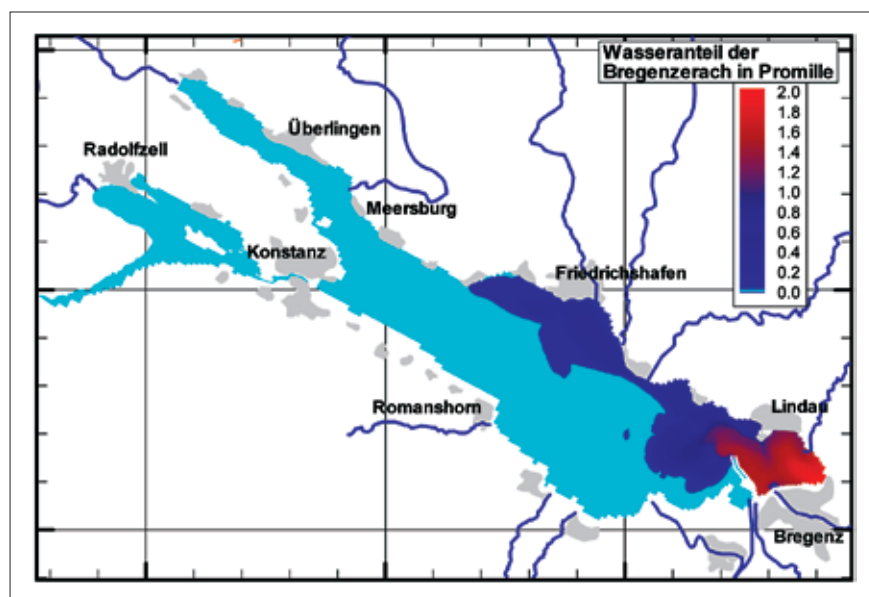 Wasseranteil der
Bregenzerach in Promille
2.0
1.8
1.6
1.4
1.2
1.0
0.8
0.6
0.4
0.2
0.0
Überlingen
Radolfzell
Meersburg
Konstanz
Friedrichshafen
Romanshorn
Lindau
Bregenz